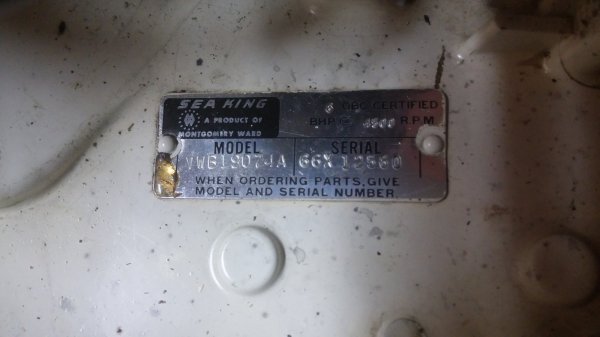 SEA KING
A PRODUCT OF
MONTGOMERY WARD
6 OBC CERTIFIED
BHP @ 4500 R.P.M
MODEL SERIAL
66X 12560
WHEN ORDERING PARTS, GIVE
MODEL AND SERIAL NUMBER.